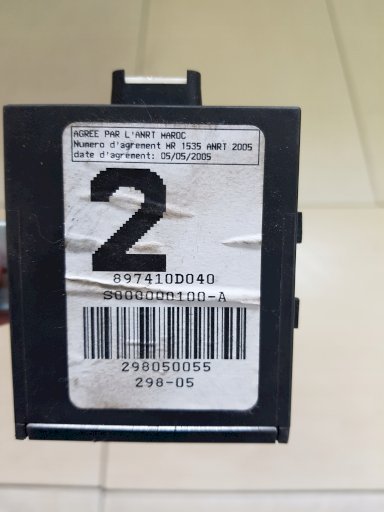 AGREE PAR L'ANRT MAROC
Numero d'agrement MR 1535 ANRT 2005
date d'agrement: 05/05/2005
2
897410D040
S000000100-A
298050055
298-05